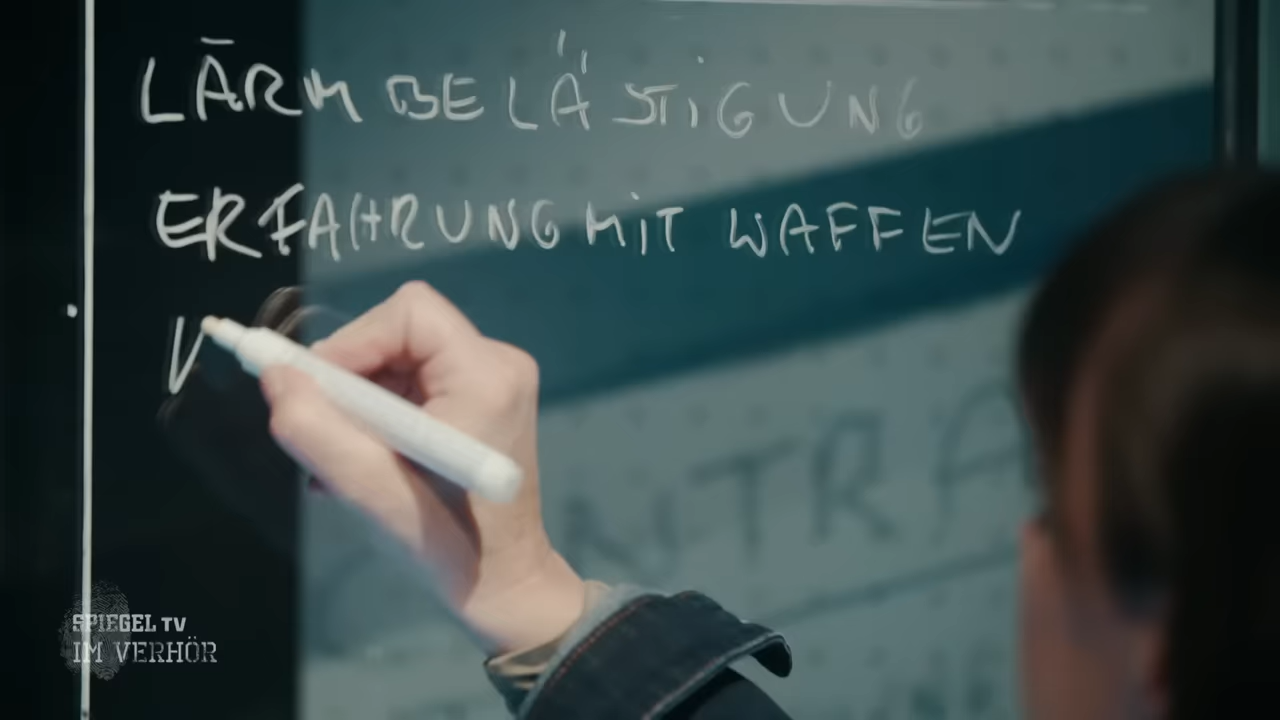 LÄRMBELÄSTIGUNG
ERFAHRUNG MIT WAFFEN
V
SPIEGEL TV
IM VERHÖR